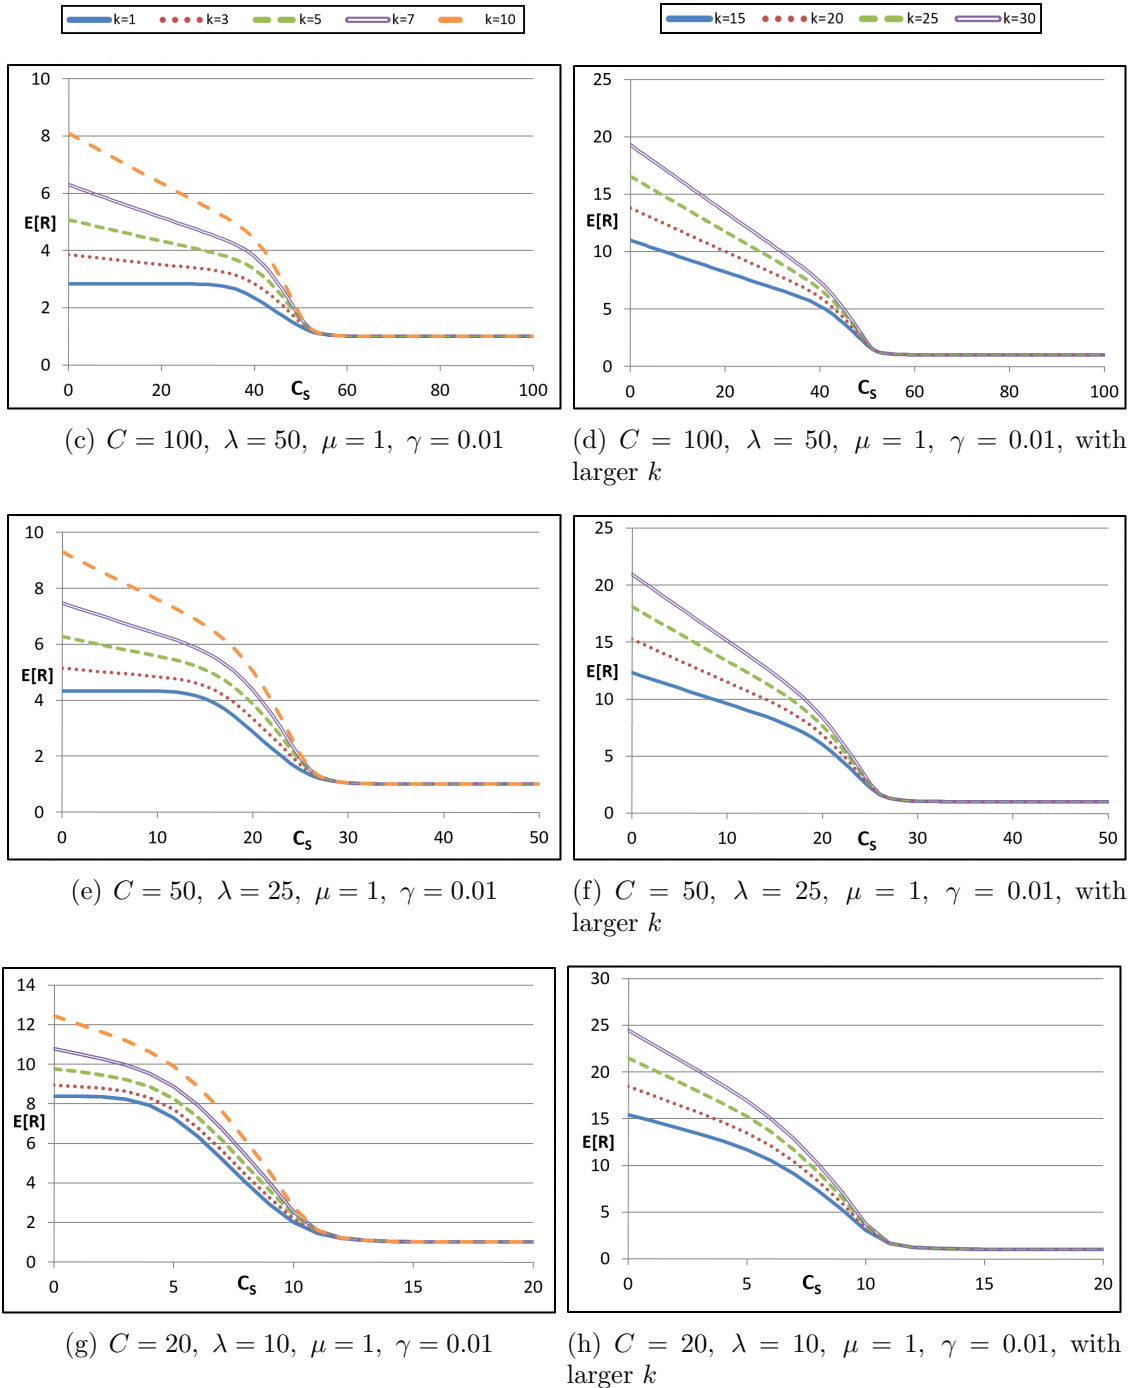 k=1 k=3 k=5 k=7 k=10
k=15 k=20 k=25 k=30
10
8
6
E[R]
4
2
0
0 20 40 C_S 60 80 100
25
20
15
E[R]
10
5
0
0 20 40 C_S 60 80 100
(c) C = 100, λ = 50, μ = 1, γ = 0.01
(d) C = 100, λ = 50, μ = 1, γ = 0.01, with
larger k
10
8
6
E[R]
4
2
0
0 10 20 C_S 30 40 50
25
20
15
E[R]
10
5
0
0 10 20 C_S 30 40 50
(e) C = 50, λ = 25, μ = 1, γ = 0.01
(f) C = 50, λ = 25, μ = 1, γ = 0.01, with
larger k
14
12
10
8
E[R]
6
4
2
0
0 5 C_S 10 15 20
30
25
20
15
E[R]
10
5
0
0 5 C_S 10 15 20
(g) C = 20, λ = 10, μ = 1, γ = 0.01
(h) C = 20, λ = 10, μ = 1, γ = 0.01, with
larger k